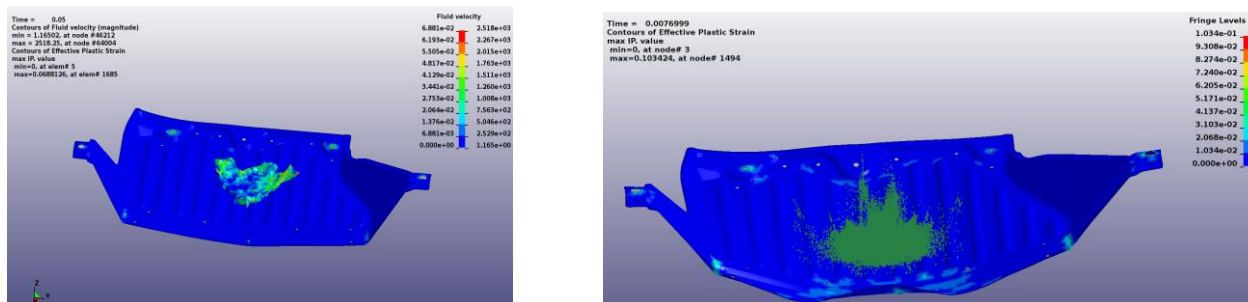 Time = 0.05
Contours of Fluid velocity (magnitude)
min = 1.16502, at node#46212
max = 2518.25, at node#64004
Contours of Effective Plastic Strain
max IP. value
min=0, at elem# 5
max=0.0688126, at elem# 1685
Fluid velocity
6.881e-02 2.518e+03
6.193e-02 2.267e+03
5.505e-02 2.015e+03
4.817e-02 1.763e+03
4.129e-02 1.511e+03
3.441e-02 1.260e+03
2.753e-02 1.008e+03
2.064e-02 7.563e+02
1.376e-02 5.046e+02
6.881e-03 2.529e+02
0.000e+00 1.165e+00
Z
Y
Time = 0.0076999
Contours of Effective Plastic Strain
max IP. value
min=0, at node# 3
max=0.103424, at node# 1494
Fringe Levels
1.034e-01
9.308e-02
8.274e-02
7.240e-02
6.205e-02
5.171e-02
4.137e-02
3.103e-02
2.068e-02
1.034e-02
0.000e+00